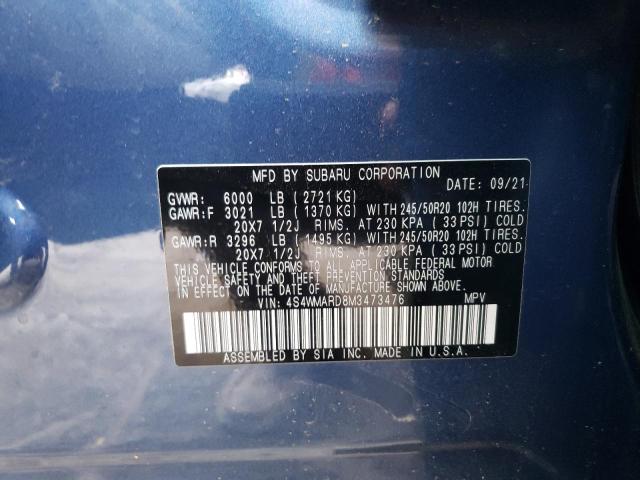 MFD BY SUBARU CORPORATION
DATE: 09/21
GVWR: 6000 LB (2721 KG)
GAWR:F 3021 LB (1370 KG) WITH 245/50R20 102H TIRES.
20X7 1/2J RIMS. AT 230 KPA (33 PSI) COLD
GAWR:R 3296 LB (1495 KG) WITH 245/50R20 102H TIRES.
20X7 1/2J RIMS. AT 230 KPA (33 PSI) COLD
THIS VEHICLE CONFORMS TO ALL APPLICABLE FEDERAL MOTOR
VEHICLE SAFETY AND THEFT PREVENTION STANDARDS
IN EFFECT ON THE DATE OF MANUFACTURE SHOWN ABOVE.
VIN: 4S4WMARD8M3473476 MPV
ASSEMBLED BY SIA INC. MADE IN U.S.A.